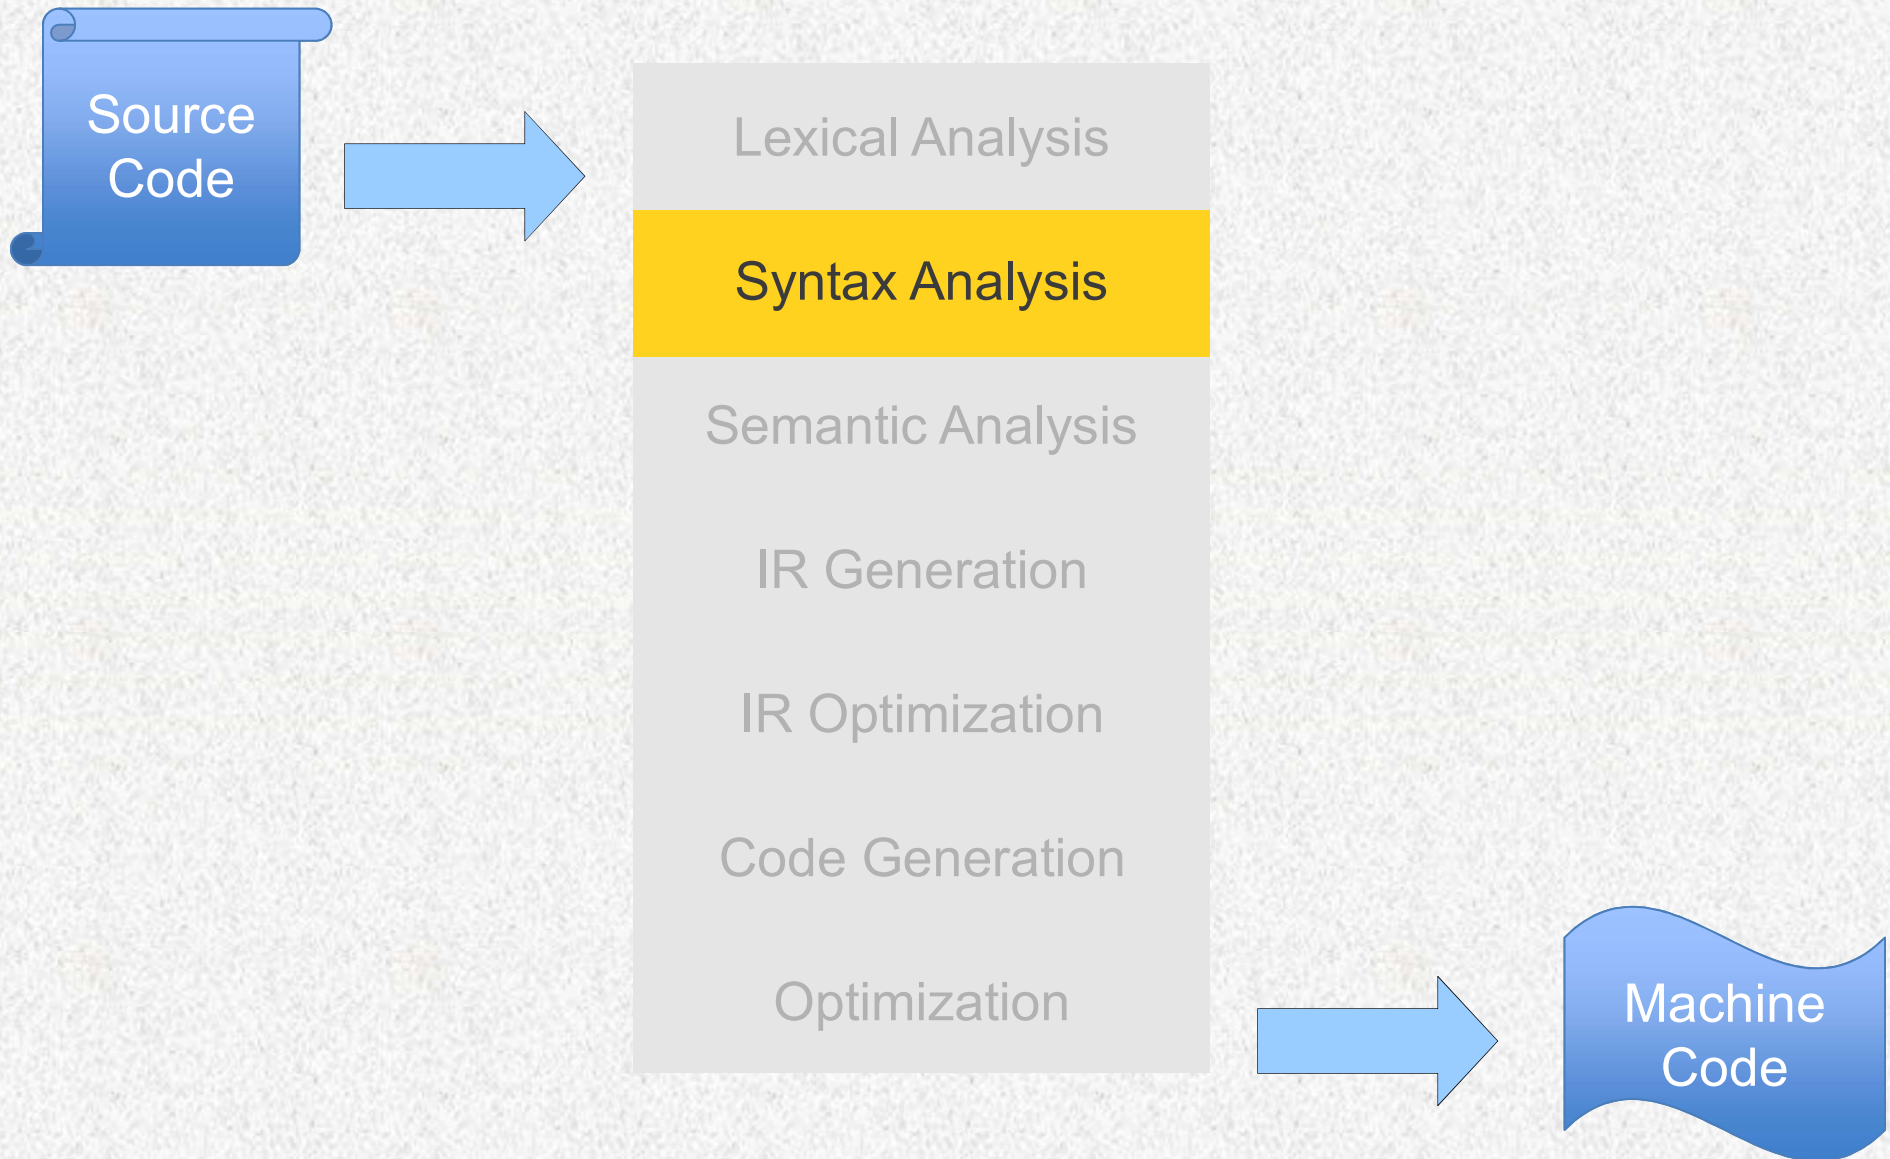 Source
Code
Lexical Analysis
Syntax Analysis
Semantic Analysis
IR Generation
IR Optimization
Code Generation
Optimization
Machine
Code